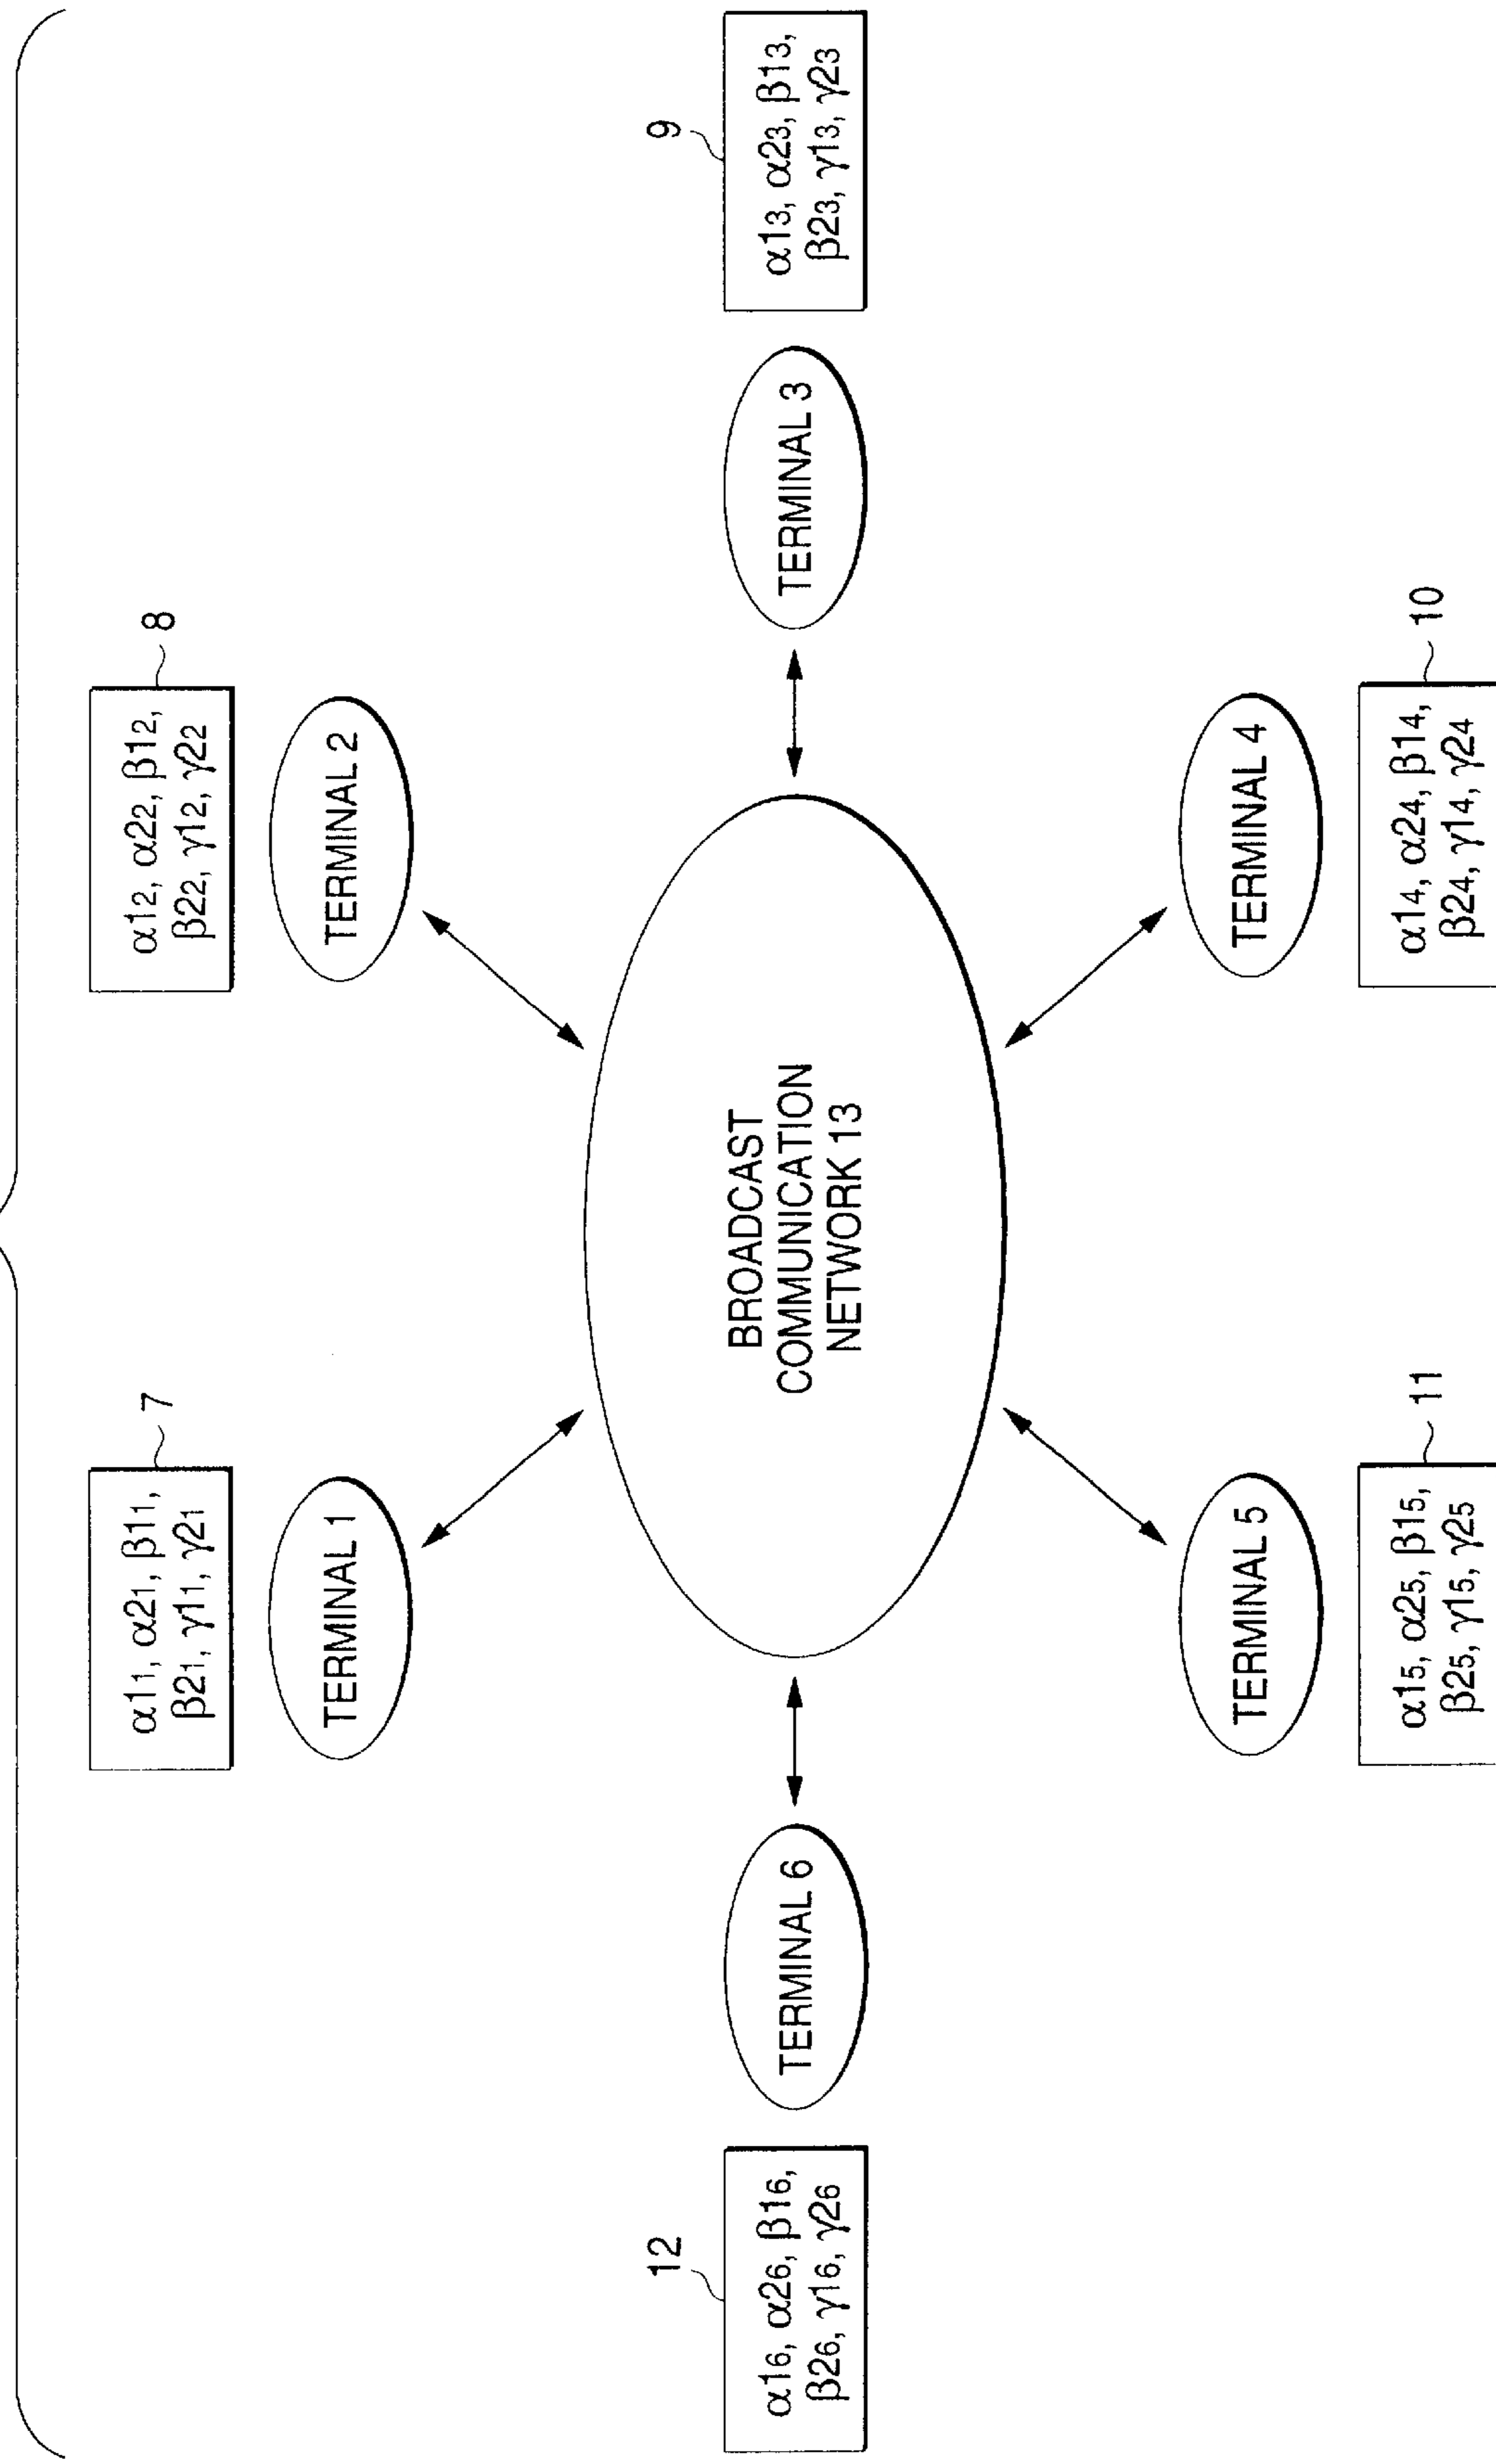 7
α1₁, α2₁, β1₁,
β2₁, γ1₁, γ2₁
TERMINAL 1
8
α1₂, α2₂, β1₂,
β2₂, γ1₂, γ2₂
TERMINAL 2
12
α1₆, α2₆, β1₆,
β2₆, γ1₆, γ2₆
TERMINAL 6
BROADCAST
COMMUNICATION
NETWORK 13
TERMINAL 3
9
α1₃, α2₃, β1₃,
β2₃, γ1₃, γ2₃
TERMINAL 5
11
α1₅, α2₅, β1₅,
β2₅, γ1₅, γ2₅
TERMINAL 4
10
α1₄, α2₄, β1₄,
β2₄, γ1₄, γ2₄